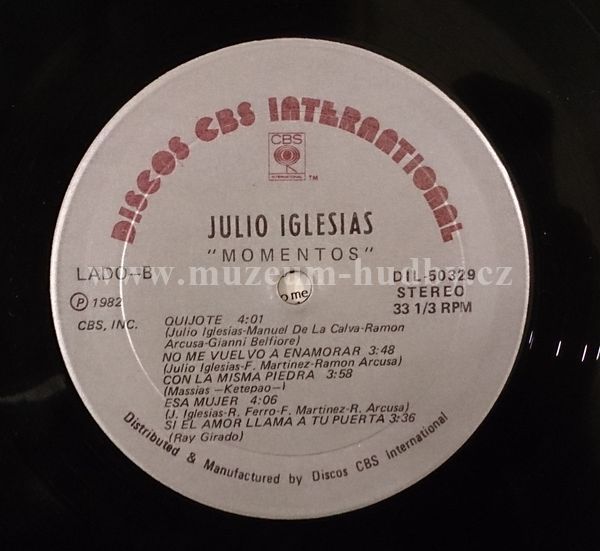 DISCOS CBS INTERNATIONAL
CBS
INTERNATIONAL
TM
JULIO IGLESIAS
"MOMENTOS"
www.muzeum-hudby.cz
LADO--B
DIL-50329
Ⓟ 1982
STEREO
33 1/3 RPM
CBS, INC.
o me
QUIJOTE 4:01
(Julio Iglesias-Manuel De La Calva-Ramon
Arcusa-Gianni Belfiore)
NO ME VUELVO A ENAMORAR 3:48
(Julio Iglesias-F. Martinez-Ramon Arcusa)
CON LA MISMA PIEDRA 3:58
(Massias -Ketepao-)
ESA MUJER 4:06
(J. Iglesias-R. Ferro-F. Martinez-R. Arcusa)
SI EL AMOR LLAMA A TU PUERTA 3:36
(Ray Girado)
Distributed & Manufactured by Discos CBS International